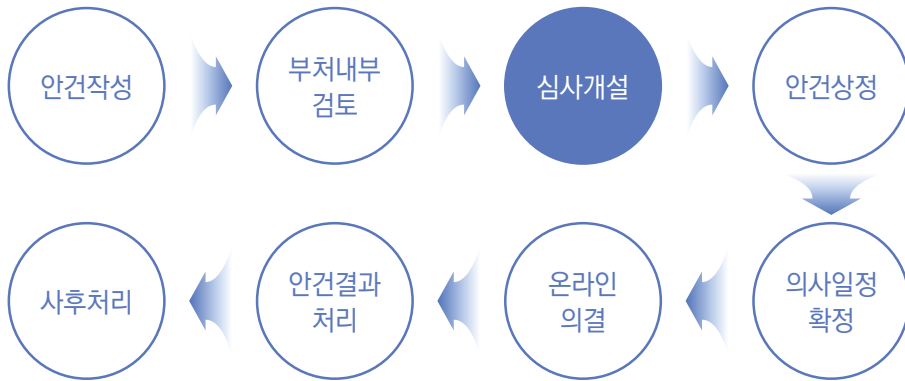 안건작성
부처내부
검토
심사개설
안건상정
의사일정
확정
온라인
의결
안건결과
처리
사후처리